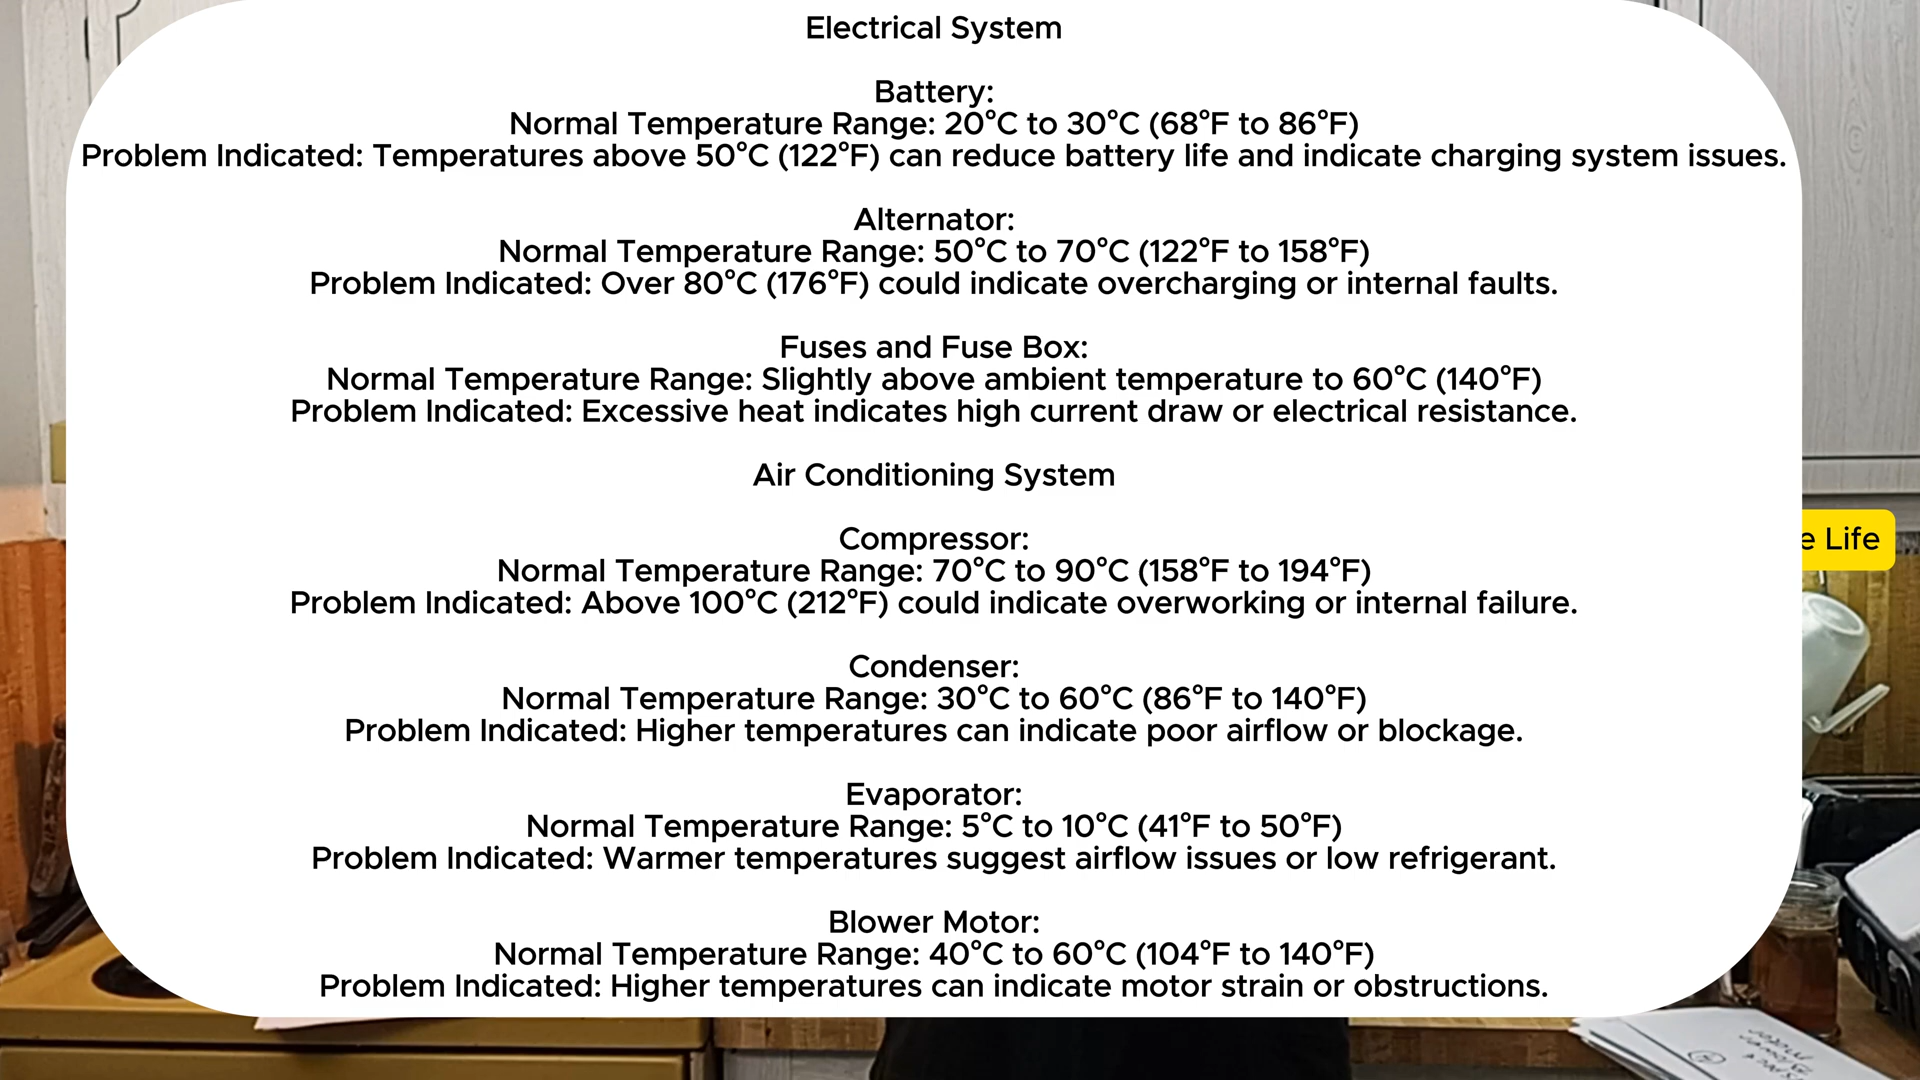 Electrical System
Battery:
Normal Temperature Range: 20°C to 30°C (68°F to 86°F)
Problem Indicated: Temperatures above 50°C (122°F) can reduce battery life and indicate charging system issues.
Alternator:
Normal Temperature Range: 50°C to 70°C (122°F to 158°F)
Problem Indicated: Over 80°C (176°F) could indicate overcharging or internal faults.
Fuses and Fuse Box:
Normal Temperature Range: Slightly above ambient temperature to 60°C (140°F)
Problem Indicated: Excessive heat indicates high current draw or electrical resistance.
Air Conditioning System
Compressor:
Normal Temperature Range: 70°C to 90°C (158°F to 194°F)
Problem Indicated: Above 100°C (212°F) could indicate overworking or internal failure.
e Life
Condenser:
Normal Temperature Range: 30°C to 60°C (86°F to 140°F)
Problem Indicated: Higher temperatures can indicate poor airflow or blockage.
Evaporator:
Normal Temperature Range: 5°C to 10°C (41°F to 50°F)
Problem Indicated: Warmer temperatures suggest airflow issues or low refrigerant.
Blower Motor:
Normal Temperature Range: 40°C to 60°C (104°F to 140°F)
Problem Indicated: Higher temperatures can indicate motor strain or obstructions.